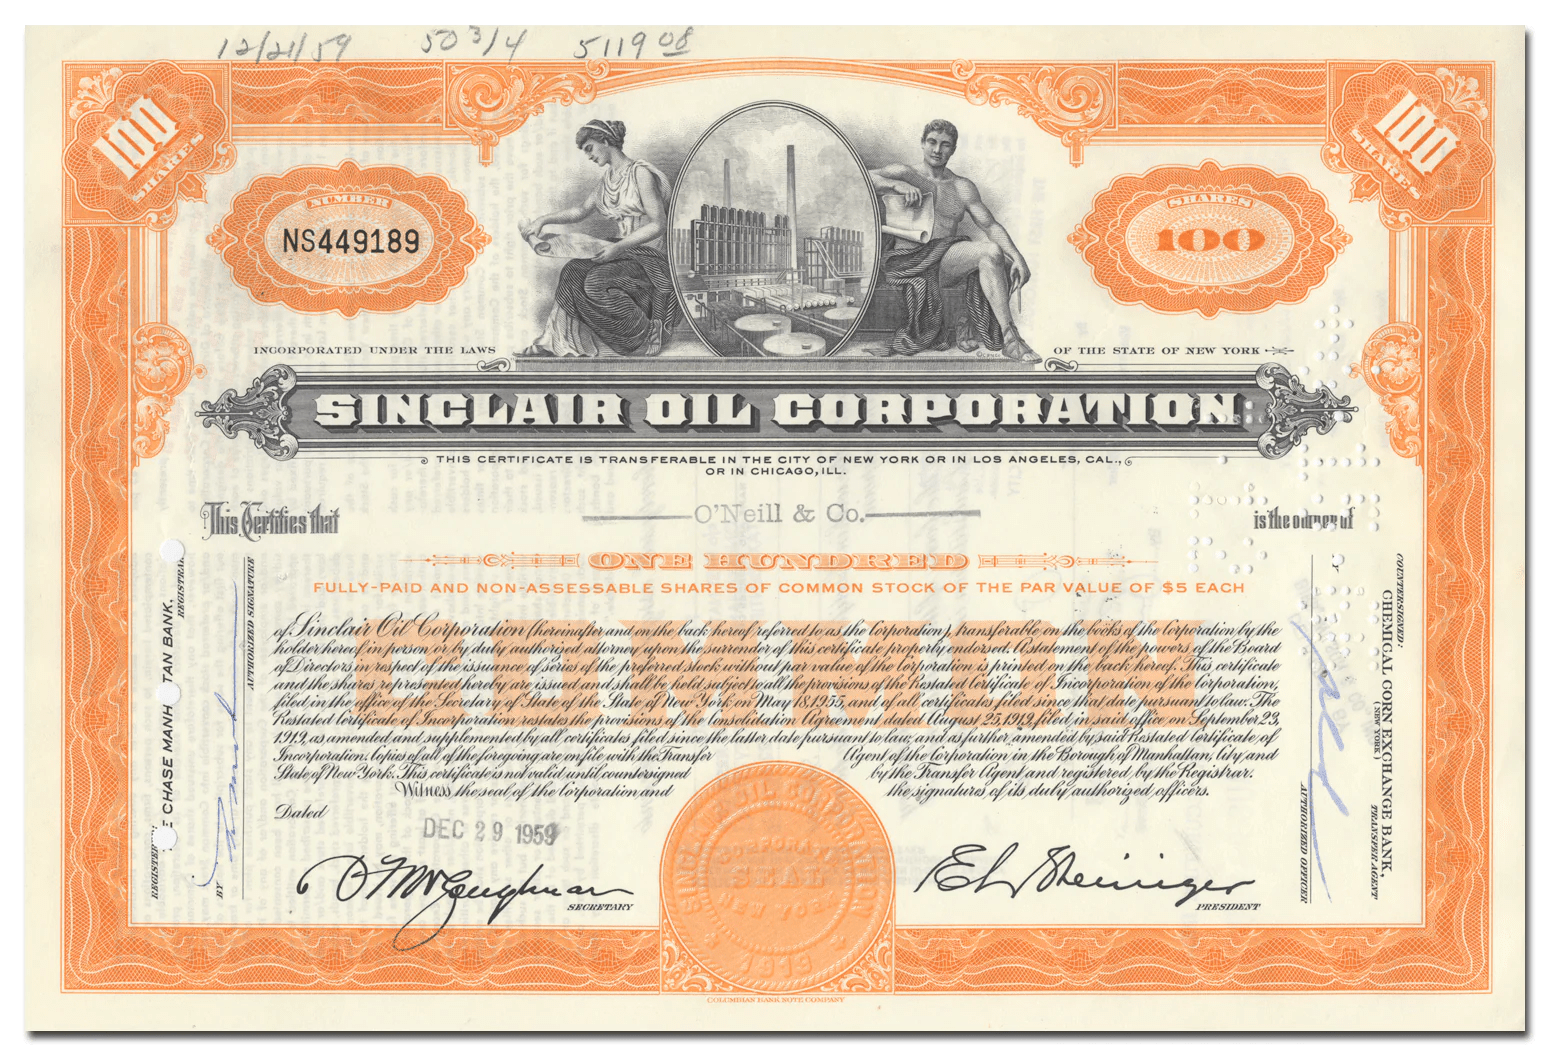 12/21/59 50 3/4 5119 08
100 SHARES
100 SHARES
NUMBER
NS449189
SHARES
100
INCORPORATED UNDER THE LAWS OF THE STATE OF NEW YORK
SINCLAIR OIL CORPORATION
THIS CERTIFICATE IS TRANSFERABLE IN THE CITY OF NEW YORK OR IN LOS ANGELES, CAL.,
OR IN CHICAGO, ILL.
This Certifies that O'Neill & Co. is the owner of
ONE HUNDRED
FULLY-PAID AND NON-ASSESSABLE SHARES OF COMMON STOCK OF THE PAR VALUE OF $5 EACH
COMMON
of Sinclair Oil Corporation (hereinafter and on the back hereof referred to as the Corporation), transferable on the books of the Corporation by the
holder hereof in person or by duly authorized attorney upon the surrender of this certificate properly endorsed. A statement of the powers of the Board
of Directors in respect of the issuance of series of the preferred stock without par value of the Corporation is printed on the back hereof. This certificate
and the shares represented hereby are issued and shall be held subject to all the provisions of the Restated Certificate of Incorporation of the Corporation,
filed in the office of the Secretary of State of the State of New York on May 18, 1955, and of all certificates filed since that date pursuant to law. The
Restated Certificate of Incorporation restates the provisions of the Consolidation Agreement dated August 25, 1919, filed in said office on September 23,
1919, as amended and supplemented by all certificates filed since the latter date pursuant to law, and as further amended by said Restated Certificate of
Incorporation. Copies of all of the foregoing are on file with the Transfer Agent of the Corporation in the Borough of Manhattan, City and
State of New York. This certificate is not valid until countersigned by the Transfer Agent and registered by the Registrar.
Witness the seal of the Corporation and the signatures of its duly authorized officers.
Dated
DEC 29 1959
SECRETARY
PRESIDENT
SINCLAIR OIL CORPORATION
CORPORATE
SEAL
NEW YORK
1919
COLUMBIAN BANK NOTE COMPANY
THE CHASE MANH TAN BANK,
REGISTRAR
BY
AUTHORIZED SIGNATURE
COUNTERSIGNED:
CHEMICAL CORN EXCHANGE BANK,
(NEW YORK)
TRANSFER AGENT
BY
AUTHORIZED OFFICER